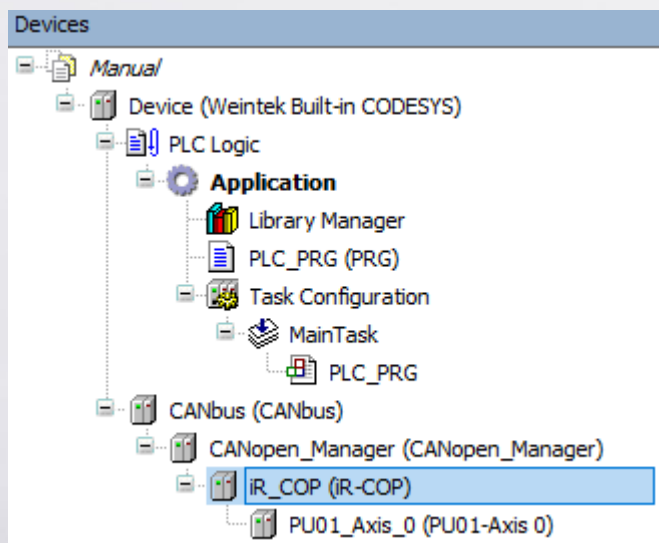 Devices
Manual
Device (Weintek Built-in CODESYS)
PLC Logic
Application
Library Manager
PLC_PRG (PRG)
Task Configuration
MainTask
PLC_PRG
CANbus (CANbus)
CANopen_Manager (CANopen_Manager)
iR_COP (iR-COP)
PU01_Axis_0 (PU01-Axis 0)